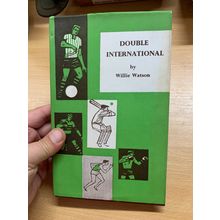 DOUBLE
INTERNATIONAL
by
Willie Watson